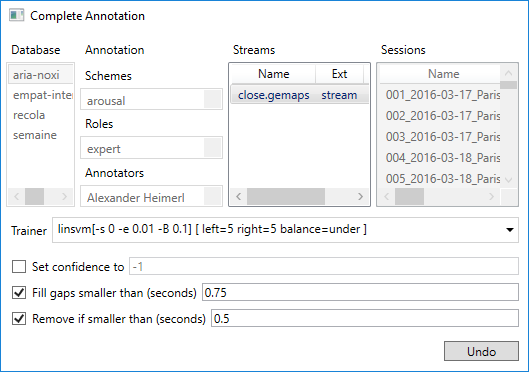 Complete Annotation
Database
aria-noxi
empat-inte
recola
semaine
Annotation
Schemes
arousal
Roles
expert
Annotators
Alexander Heimerl
Streams
Name Ext
close.gemaps stream
Sessions
Name
001_2016-03-17_Paris
002_2016-03-17_Paris
003_2016-03-17_Paris
004_2016-03-18_Paris
005_2016-03-18_Paris
Trainer linsvm[-s 0 -e 0.01 -B 0.1] [ left=5 right=5 balance=under ]
Set confidence to -1
Fill gaps smaller than (seconds) 0.75
Remove if smaller than (seconds) 0.5
Undo